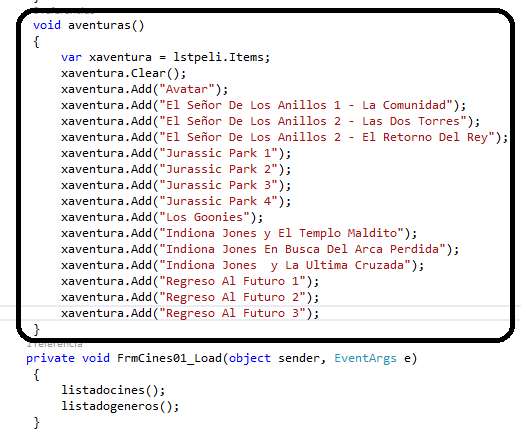 void aventuras()
{
var xaventura = lstpeli.Items;
xaventura.Clear();
xaventura.Add("Avatar");
xaventura.Add("El Señor De Los Anillos 1 - La Comunidad");
xaventura.Add("El Señor De Los Anillos 2 - Las Dos Torres");
xaventura.Add("El Señor De Los Anillos 2 - El Retorno Del Rey");
xaventura.Add("Jurassic Park 1");
xaventura.Add("Jurassic Park 2");
xaventura.Add("Jurassic Park 3");
xaventura.Add("Jurassic Park 4");
xaventura.Add("Los Goonies");
xaventura.Add("Indiona Jones y El Templo Maldito");
xaventura.Add("Indiona Jones En Busca Del Arca Perdida");
xaventura.Add("Indiona Jones  y La Ultima Cruzada");
xaventura.Add("Regreso Al Futuro 1");
xaventura.Add("Regreso Al Futuro 2");
xaventura.Add("Regreso Al Futuro 3");
}
1 referencia
private void FrmCines01_Load(object sender, EventArgs e)
{
listadocines();
listadogeneros();
}